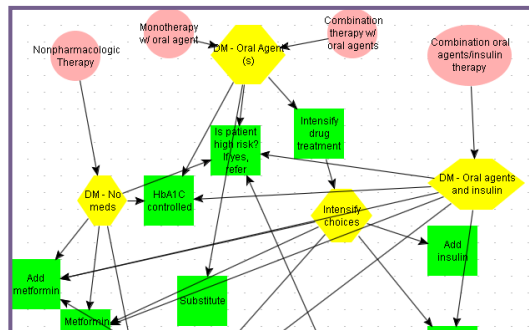 Nonpharmacologic
Therapy
Monotherapy
w/ oral agent
DM - Oral Agent
(s)
Combination
therapy w/
oral agents
Combination oral
agents/insulin
therapy
Is patient
high risk?
If yes,
refer
Intensify
drug
treatment
DM - No
meds
HbA1C
controlled
Intensify
choices
DM - Oral agents
and insulin
Add
metformin
Metformin
Substitute
Add
insulin